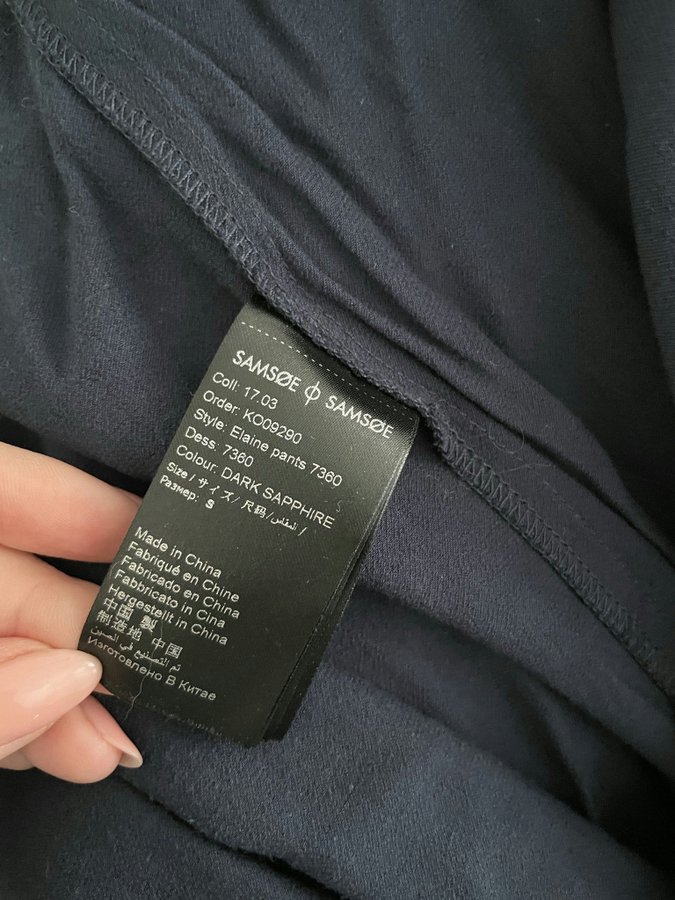 SAMSØE ϕ SAMSØE
Coll: 17.03
Order: KO09290
Style: Elaine pants 7360
Dess: 7360
Colour: DARK SAPPHIRE
Size / サイズ / 尺码 / المقاس /
Размер: S
Made in China
Fabriqué en Chine
Fabricado en China
Fabbricato in Cina
Hergestellt in China
中国 製
制造地 中国
تم التصنيع في الصين
Изготовлено В Китае